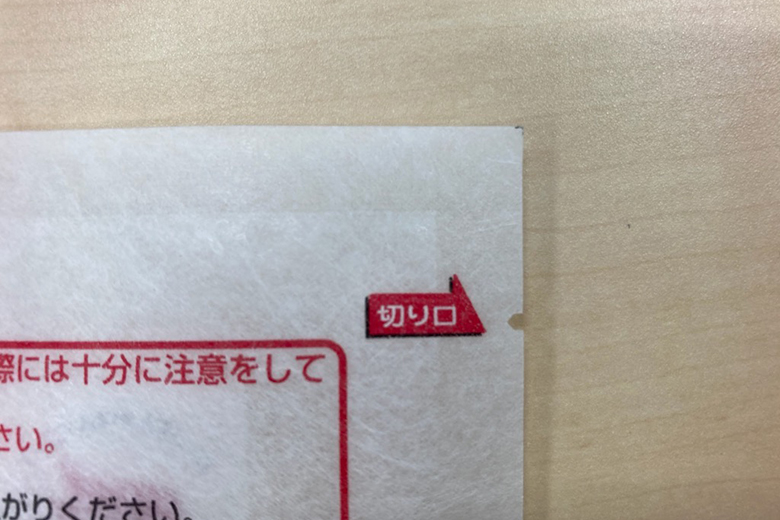 切り口
際には十分に注意をして
さい。
がりください。